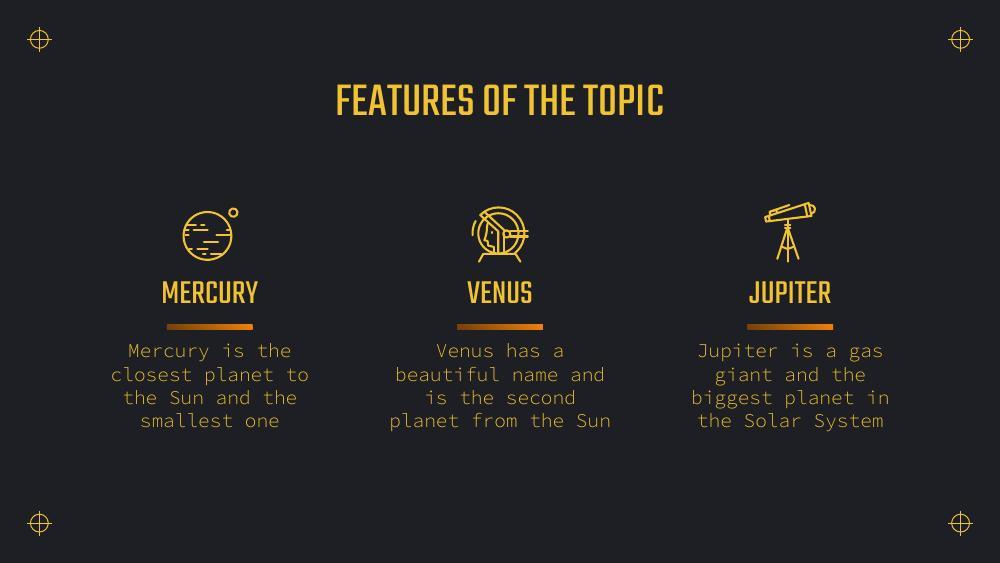 FEATURES OF THE TOPIC
MERCURY
Mercury is the
closest planet to
the Sun and the
smallest one
VENUS
Venus has a
beautiful name and
is the second
planet from the Sun
JUPITER
Jupiter is a gas
giant and the
biggest planet in
the Solar System